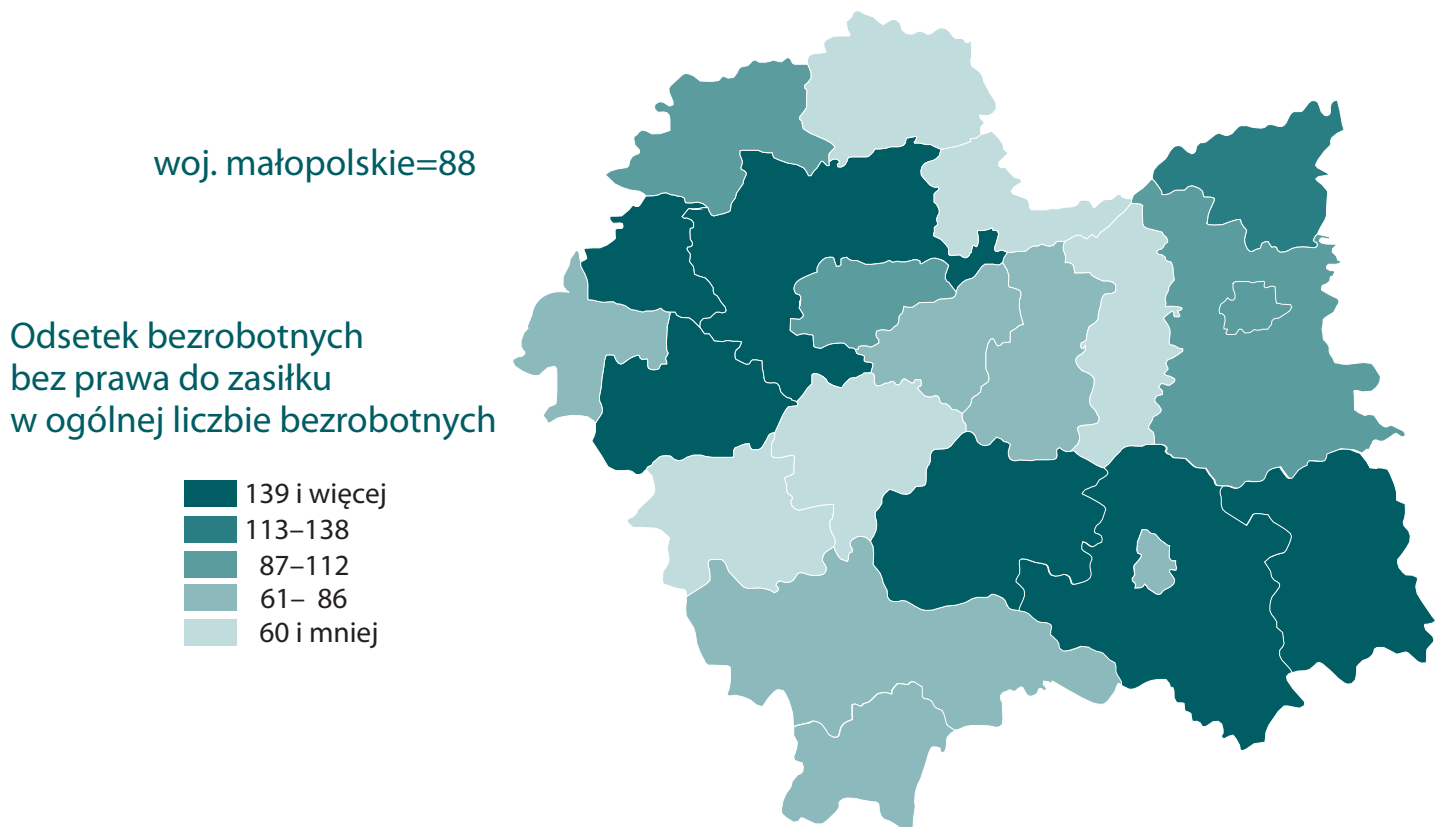 woj. małopolskie=88
Odsetek bezrobotnych
bez prawa do zasiłku
w ogólnej liczbie bezrobotnych
139 i więcej
113–138
87–112
61– 86
60 i mniej